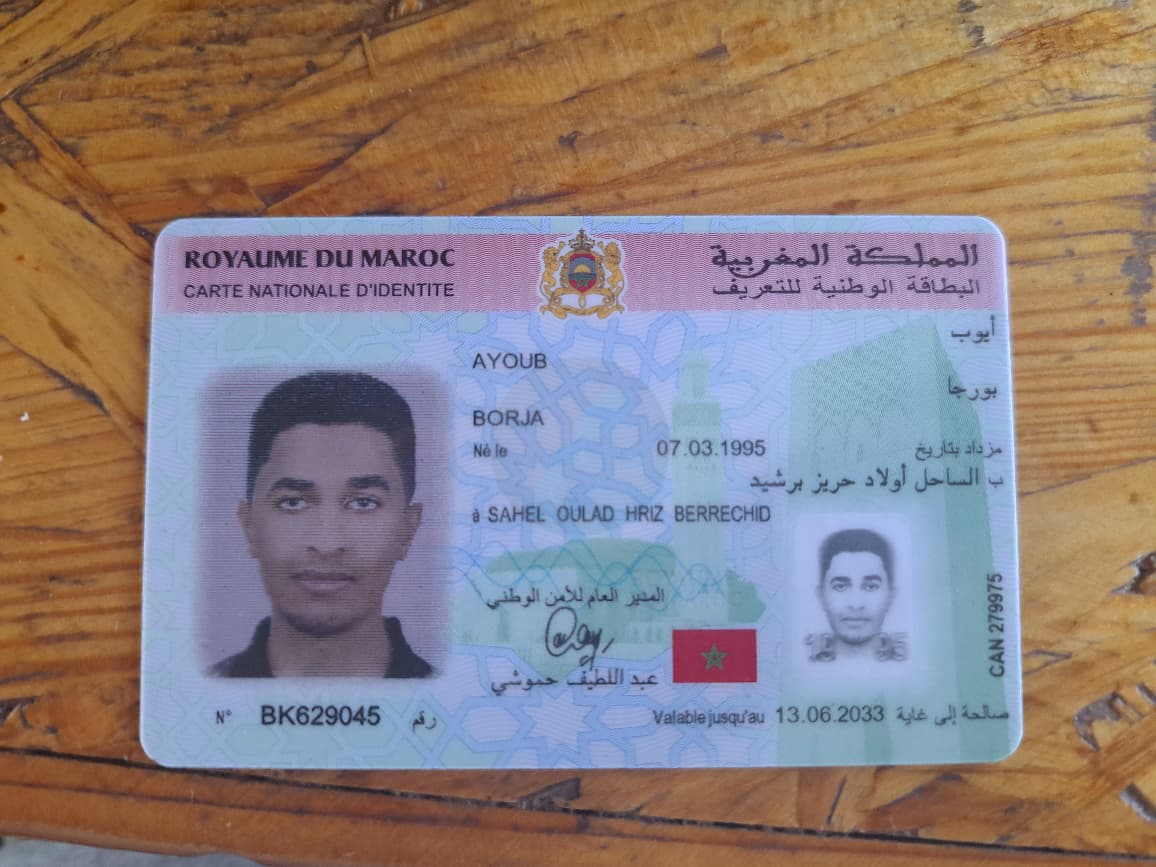 ROYAUME DU MAROC
المملكة المغربية
CARTE NATIONALE D'IDENTITE
البطاقة الوطنية للتعريف
أيوب
AYOUB
بورجا
BORJA
Né le 07.03.1995 مزداد بتاريخ
ب الساحل أولاد حريز برشيد
à SAHEL OULAD HRIZ BERRECHID
المدير العام للأمن الوطني
عبد اللطيف حموشي
CAN 279975
N° BK629045 رقم
Valable jusqu'au 13.06.2033 صالحة إلى غاية